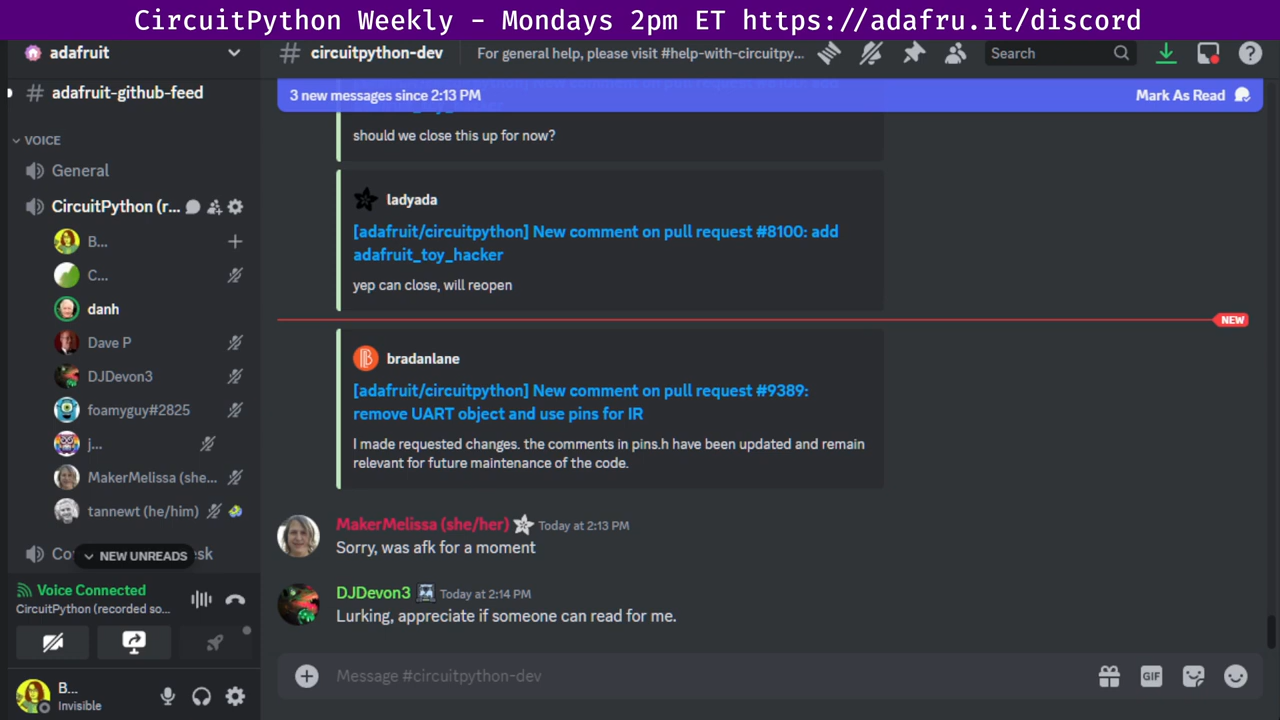 CircuitPython Weekly - Mondays 2pm ET https://adafru.it/discord
adafruit
# circuitpython-dev
For general help, please visit #help-with-circuitpy...
Search
# adafruit-github-feed
VOICE
General
CircuitPython (r...
B...
C...
danh
Dave P
DJDevon3
foamyguy#2825
j...
MakerMelissa (she...
tannewt (he/him)
NEW UNREADS
Voice Connected
CircuitPython (recorded so...
B...
Invisible
3 new messages since 2:13 PM
Mark As Read
should we close this up for now?
ladyada
[adafruit/circuitpython] New comment on pull request #8100: add
adafruit_toy_hacker
yep can close, will reopen
NEW
bradanlane
[adafruit/circuitpython] New comment on pull request #9389:
remove UART object and use pins for IR
I made requested changes. the comments in pins.h have been updated and remain
relevant for future maintenance of the code.
MakerMelissa (she/her) Today at 2:13 PM
Sorry, was afk for a moment
DJDevon3 Today at 2:14 PM
Lurking, appreciate if someone can read for me.
Message #circuitpython-dev
GIF